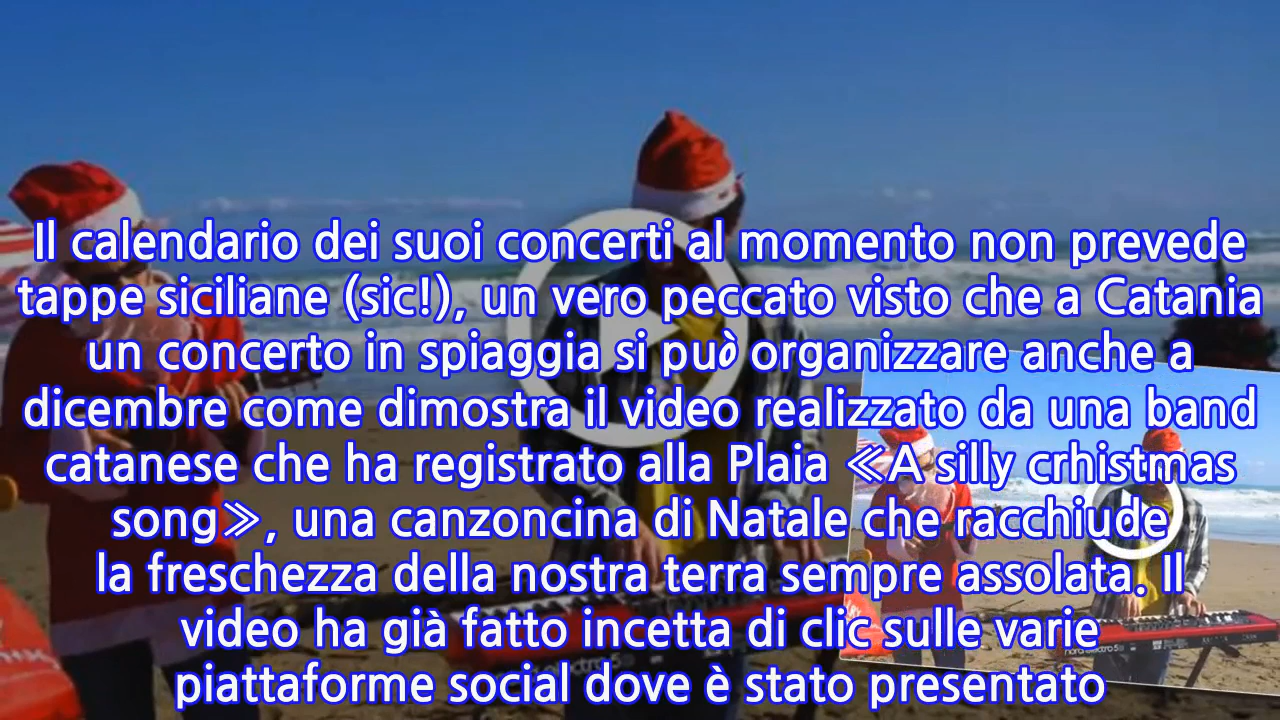 Il calendario dei suoi concerti al momento non prevede
tappe siciliane (sic!), un vero peccato visto che a Catania
un concerto in spiaggia si può organizzare anche a
dicembre come dimostra il video realizzato da una band
catanese che ha registrato alla Plaia ≪A silly crhistmas
song≫, una canzoncina di Natale che racchiude
la freschezza della nostra terra sempre assolata. Il
video ha già fatto incetta di clic sulle varie
piattaforme social dove è stato presentato
nord electro 5